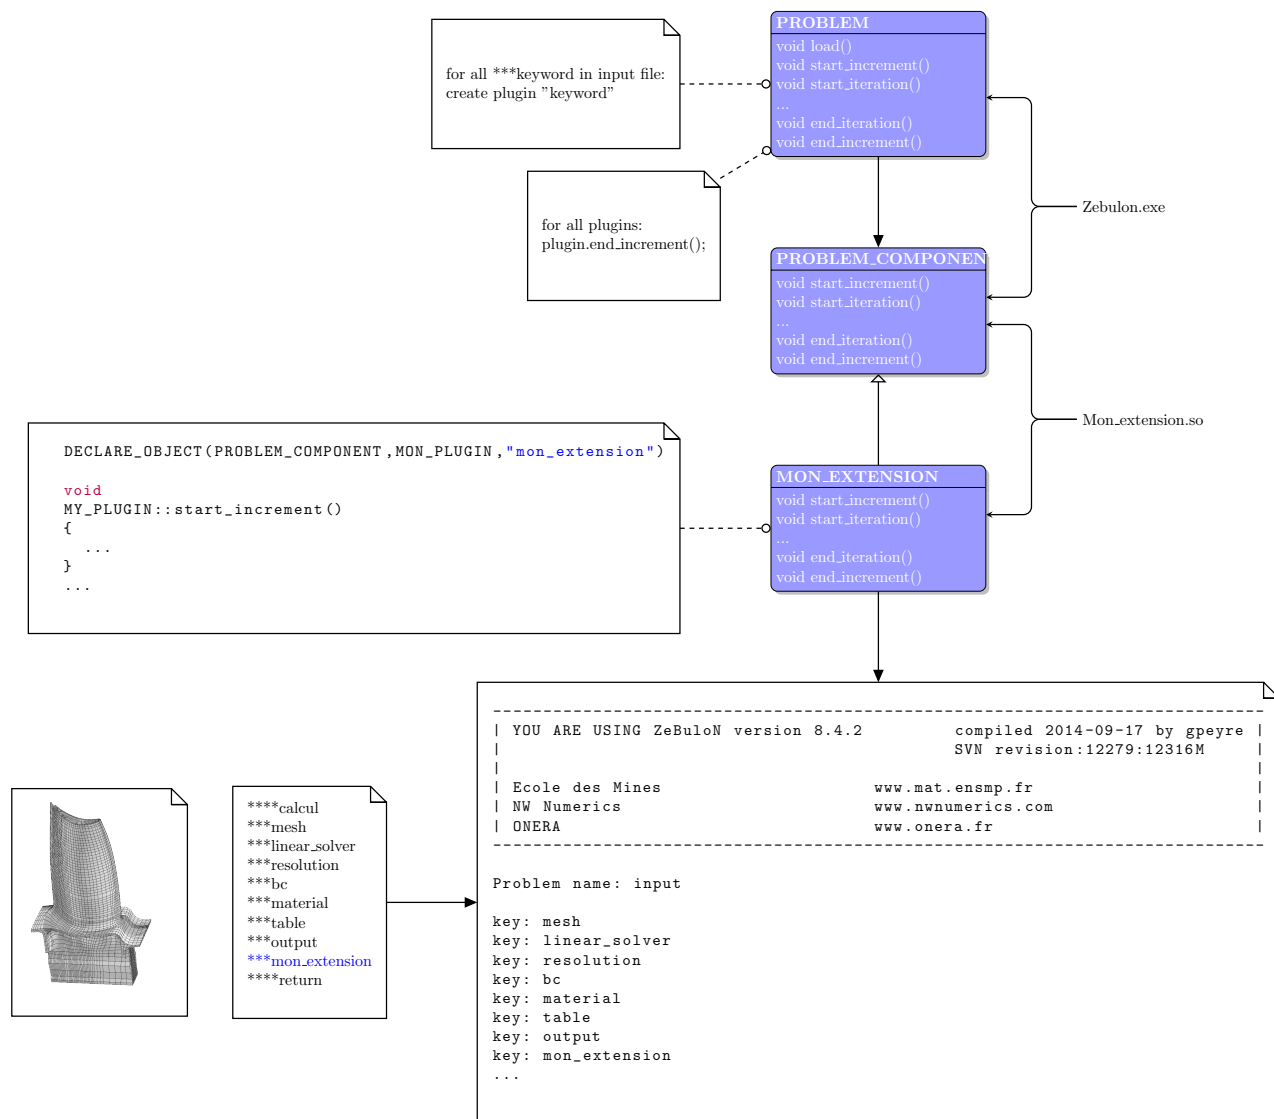 for all ***keyword in input file:
create plugin "keyword"
for all plugins:
plugin.end_increment();
PROBLEM
void load()
void start_increment()
void start_iteration()
...
void end_iteration()
void end_increment()
Zebulon.exe
PROBLEM_COMPONEN
void start_increment()
void start_iteration()
...
void end_iteration()
void end_increment()
Mon_extension.so
DECLARE_OBJECT(PROBLEM_COMPONENT,MON_PLUGIN,"mon_extension")
void
MY_PLUGIN::start_increment()
{
...
}
...
MON_EXTENSION
void start_increment()
void start_iteration()
...
void end_iteration()
void end_increment()
****calcul
***mesh
***linear_solver
***resolution
***bc
***material
***table
***output
***mon_extension
****return
-----------------------------------------------------------------------------
| YOU ARE USING ZeBuloN version 8.4.2 compiled 2014-09-17 by gpeyre |
| SVN revision:12279:12316M |
| |
| Ecole des Mines www.mat.ensmp.fr |
| NW Numerics www.nwnumerics.com |
| ONERA www.onera.fr |
-----------------------------------------------------------------------------
Problem name: input
key: mesh
key: linear_solver
key: resolution
key: bc
key: material
key: table
key: output
key: mon_extension
...